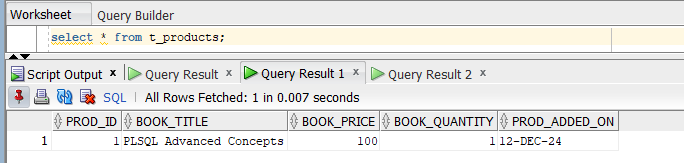 Worksheet Query Builder
select * from t_products;
Script Output x Query Result x Query Result 1 x Query Result 2 x
SQL | All Rows Fetched: 1 in 0.007 seconds
PROD_ID BOOK_TITLE BOOK_PRICE BOOK_QUANTITY PROD_ADDED_ON
1 1 PLSQL Advanced Concepts 100 1 12-DEC-24